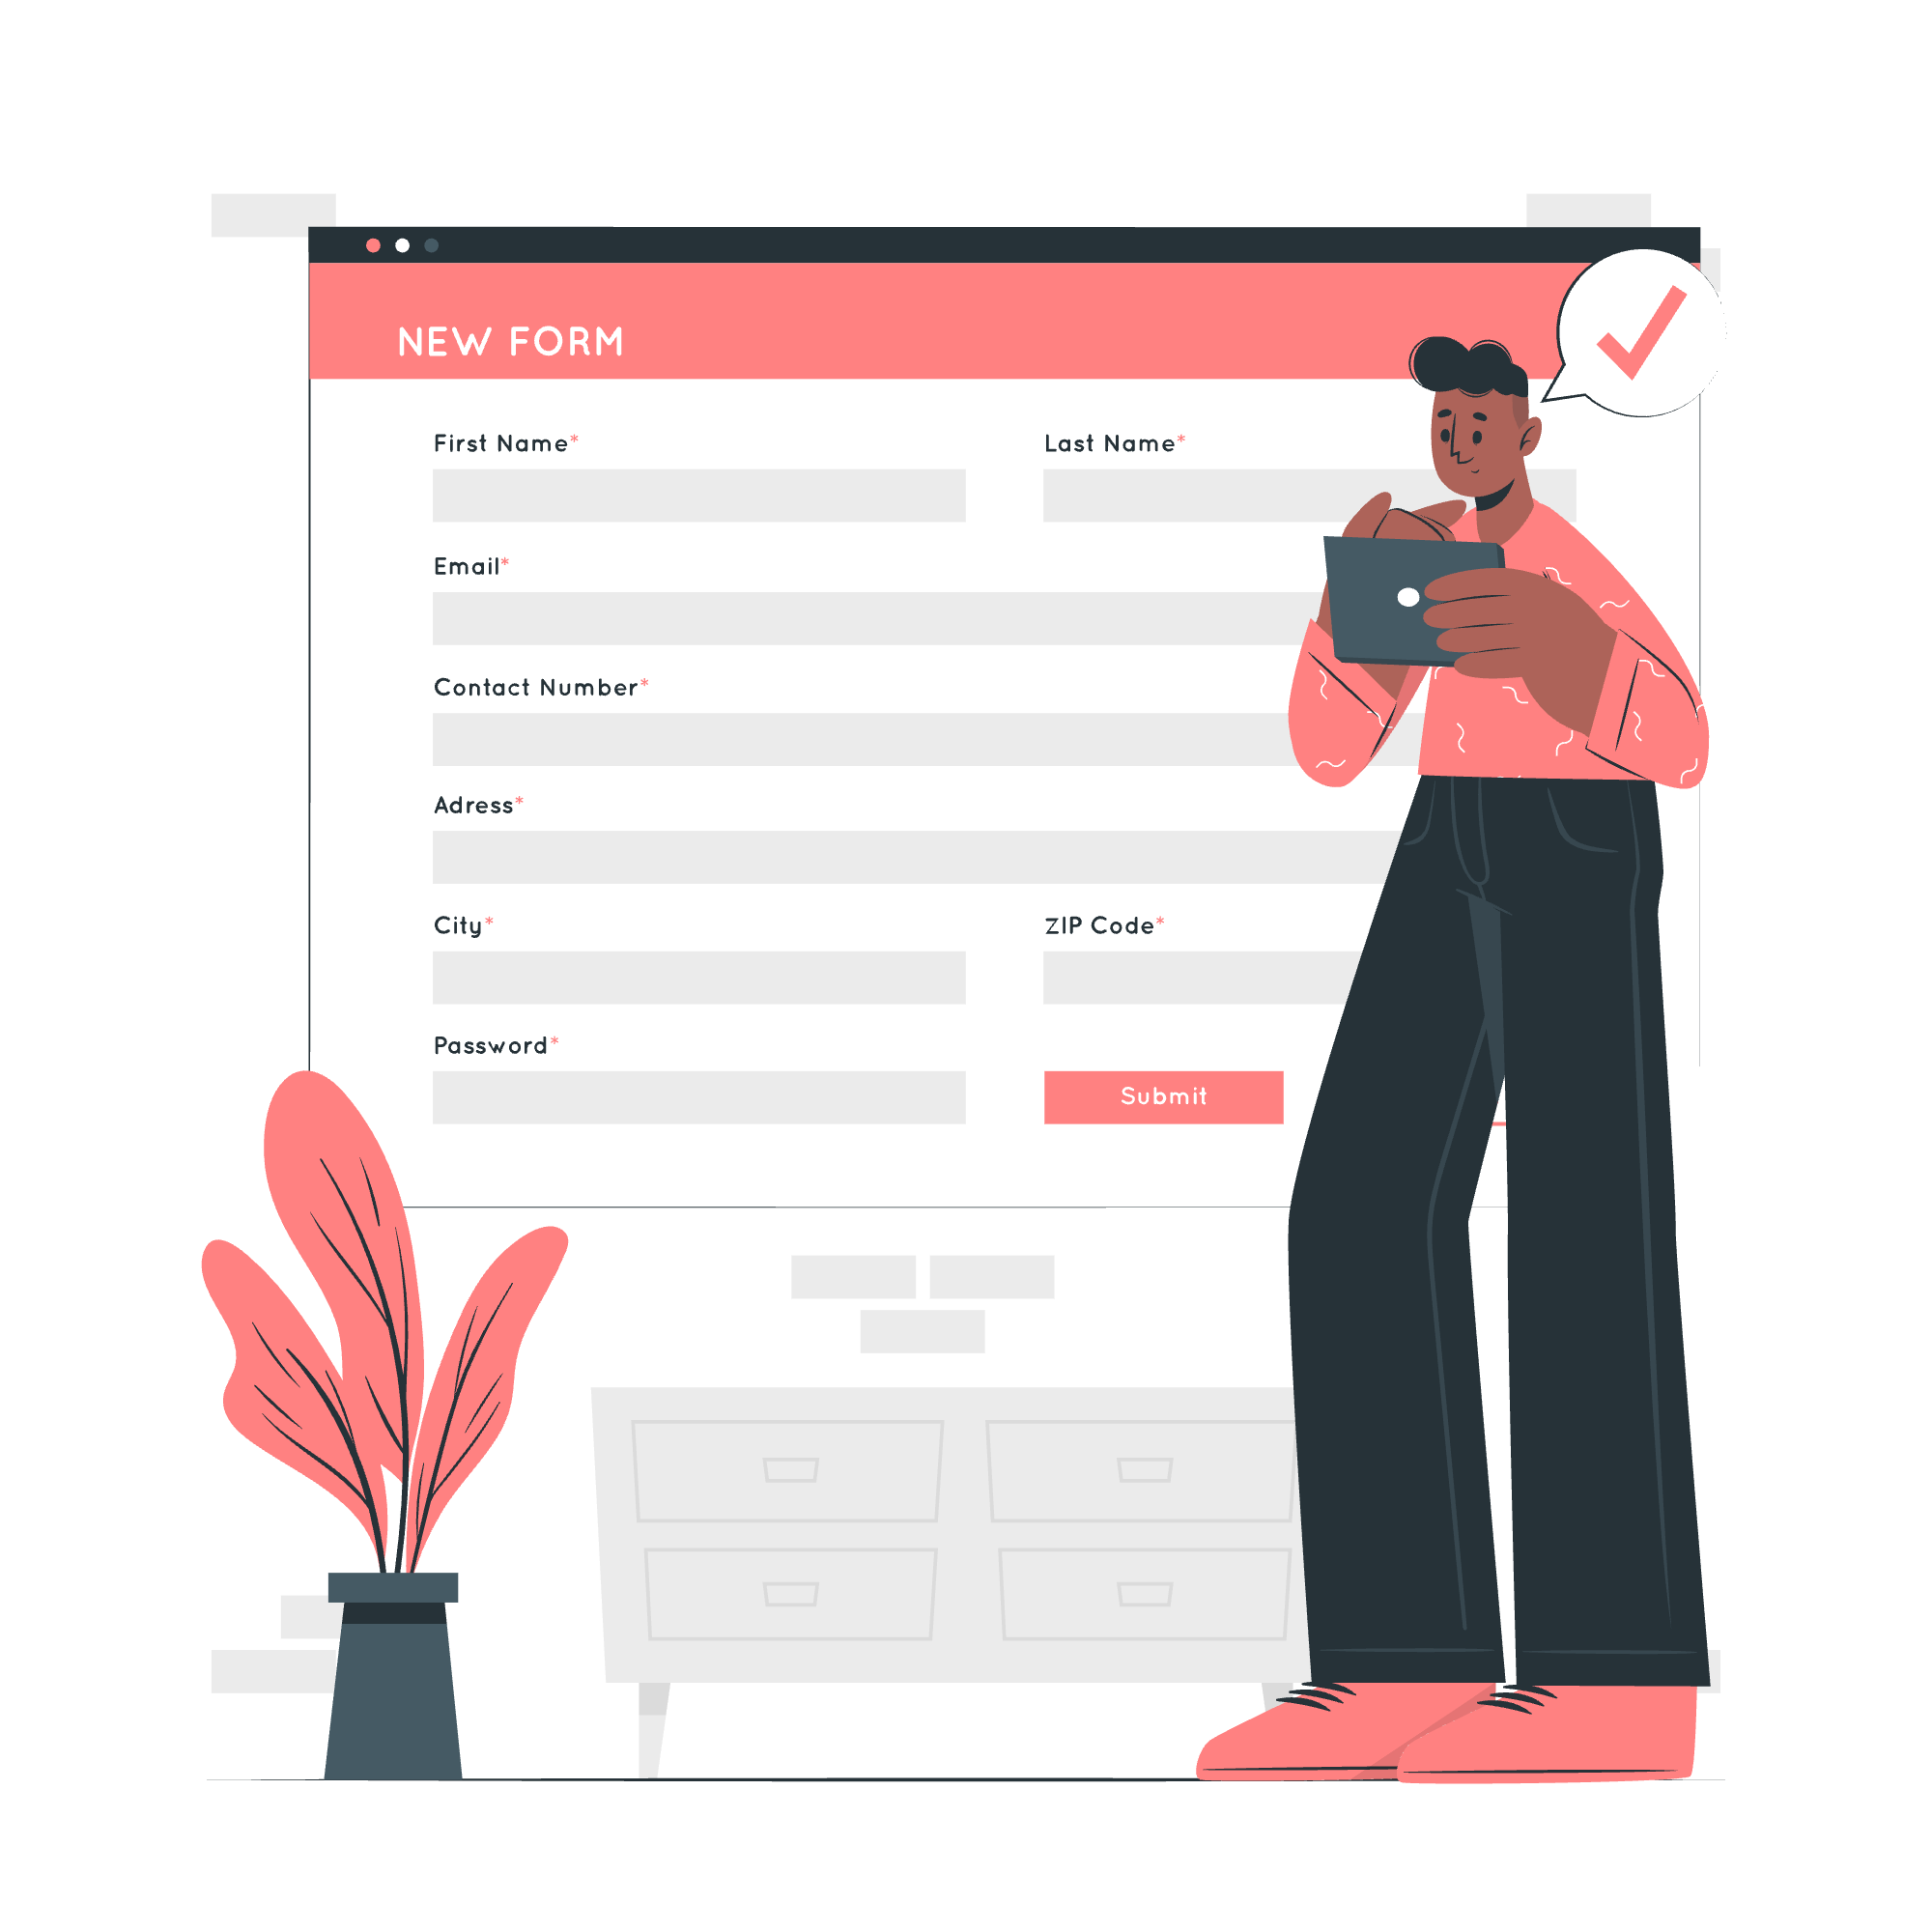 NEW FORM
First Name*
Last Name*
Email*
Contact Number*
Adress*
City*
ZIP Code*
Password*
Submit